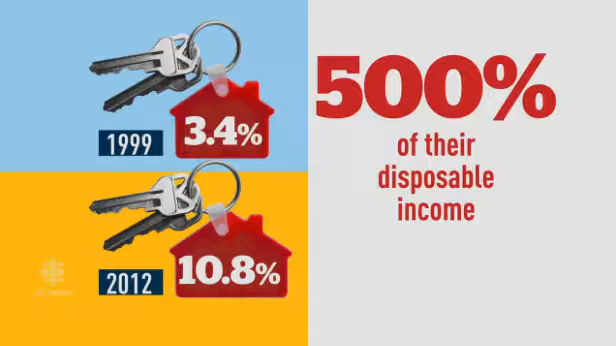 1999
3.4%
2012
10.8%
500%
of their
disposable
income